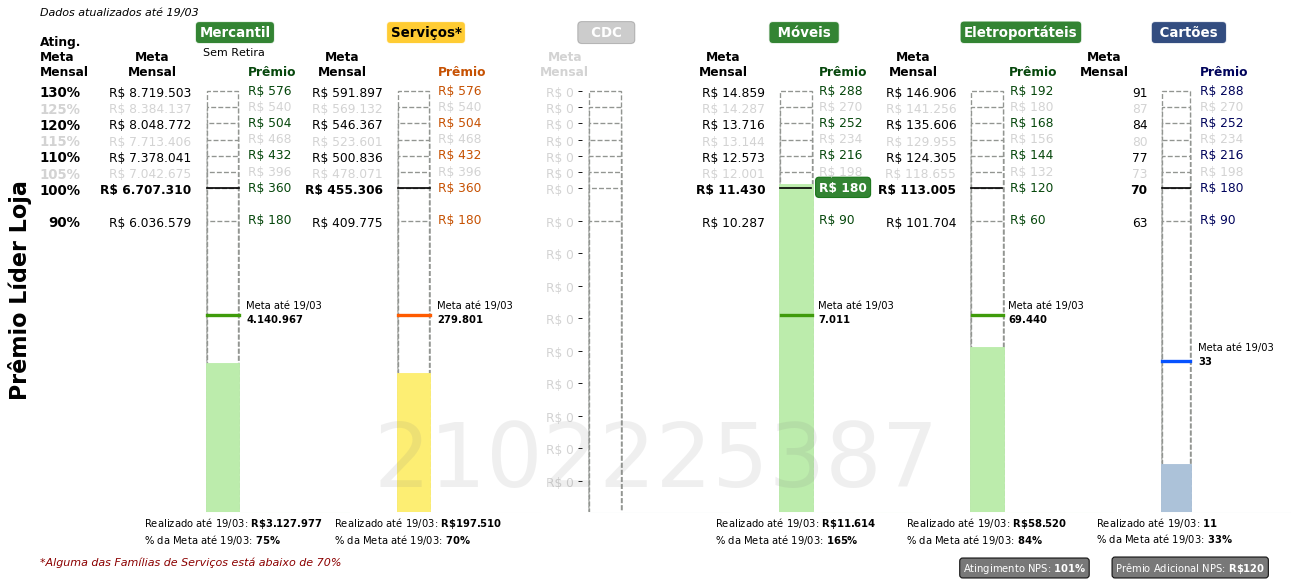 Dados atualizados até 19/03
Mercantil Serviços* CDC Móveis Eletroportáteis Cartões
Sem Retira
Ating. Meta Mensal
Meta Mensal Prêmio Meta Mensal Prêmio Meta Mensal Meta Mensal Prêmio Meta Mensal Prêmio Meta Mensal Prêmio
130% R$ 8.719.503 R$ 576 R$ 591.897 R$ 576 R$ 0 R$ 14.859 R$ 288 R$ 146.906 R$ 192 91 R$ 288
125% R$ 8.384.137 R$ 540 R$ 569.132 R$ 540 R$ 0 R$ 14.287 R$ 270 R$ 141.256 R$ 180 87 R$ 270
120% R$ 8.048.772 R$ 504 R$ 546.367 R$ 504 R$ 0 R$ 13.716 R$ 252 R$ 135.606 R$ 168 84 R$ 252
115% R$ 7.713.406 R$ 468 R$ 523.601 R$ 468 R$ 0 R$ 13.144 R$ 234 R$ 129.955 R$ 156 80 R$ 234
110% R$ 7.378.041 R$ 432 R$ 500.836 R$ 432 R$ 0 R$ 12.573 R$ 216 R$ 124.305 R$ 144 77 R$ 216
105% R$ 7.042.675 R$ 396 R$ 478.071 R$ 396 R$ 0 R$ 12.001 R$ 198 R$ 118.655 R$ 132 73 R$ 198
100% R$ 6.707.310 R$ 360 R$ 455.306 R$ 360 R$ 0 R$ 11.430 R$ 180 R$ 113.005 R$ 120 70 R$ 180
90% R$ 6.036.579 R$ 180 R$ 409.775 R$ 180 R$ 0 R$ 10.287 R$ 90 R$ 101.704 R$ 60 63 R$ 90
R$ 0
R$ 0
R$ 0
R$ 0
R$ 0
R$ 0
R$ 0
R$ 0
Prêmio Líder Loja
Meta até 19/03
4.140.967
Meta até 19/03
279.801
Meta até 19/03
7.011
Meta até 19/03
69.440
Meta até 19/03
33
2102225387
Realizado até 19/03: R$3.127.977
% da Meta até 19/03: 75%
Realizado até 19/03: R$197.510
% da Meta até 19/03: 70%
Realizado até 19/03: R$11.614
% da Meta até 19/03: 165%
Realizado até 19/03: R$58.520
% da Meta até 19/03: 84%
Realizado até 19/03: 11
% da Meta até 19/03: 33%
*Alguma das Famílias de Serviços está abaixo de 70%
Atingimento NPS: 101%
Prêmio Adicional NPS: R$120